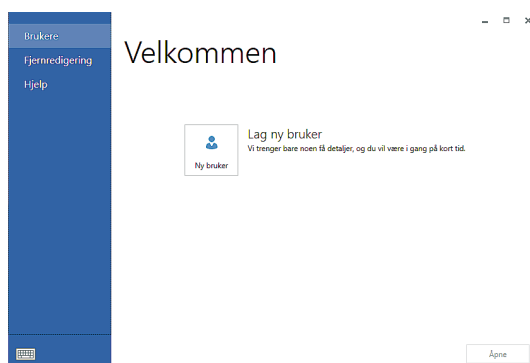 Brukere
Fjernredigering
Hjelp
Velkommen
Ny bruker
Lag ny bruker
Vi trenger bare noen få detaljer, og du vil være i gang på kort tid.
Åpne